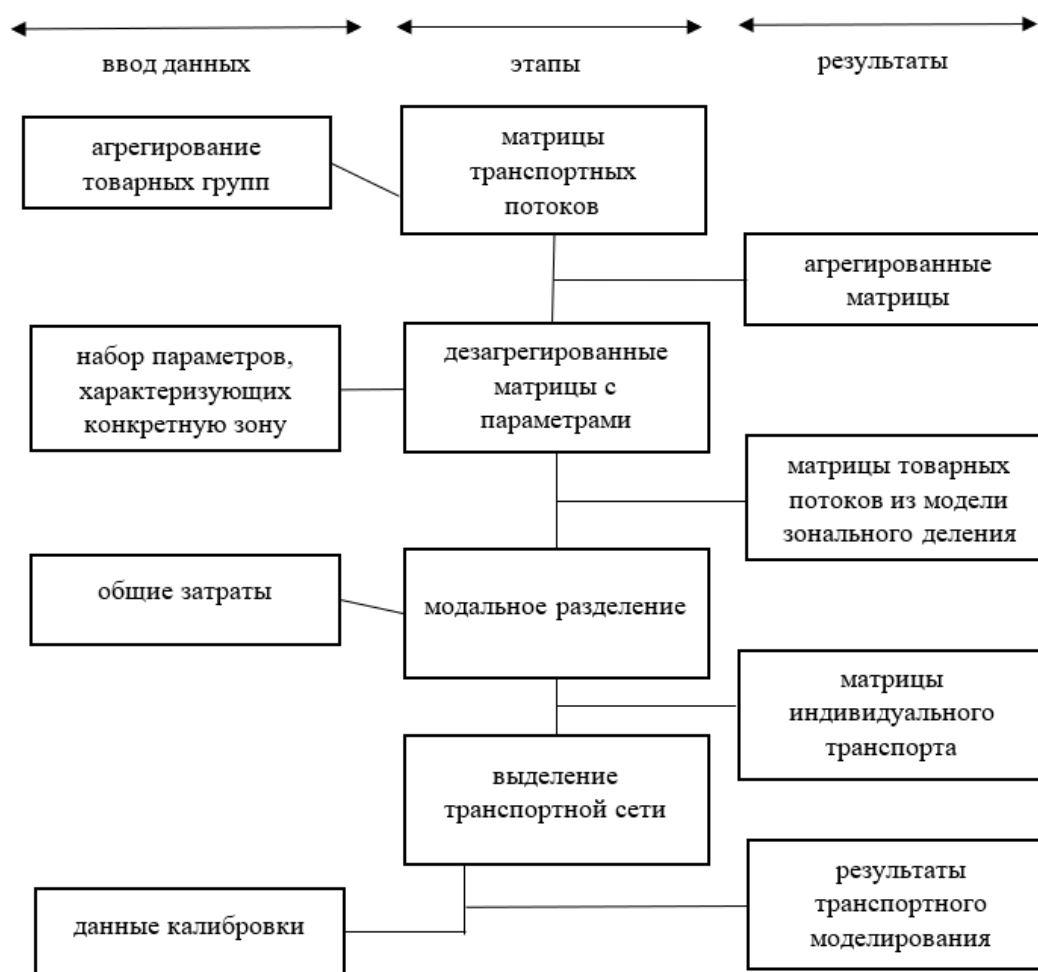 ввод данных
этапы
результаты
агрегирование
товарных групп
матрицы
транспортных
потоков
агрегированные
матрицы
набор параметров,
характеризующих
конкретную зону
дезагрегированные
матрицы с
параметрами
матрицы товарных
потоков из модели
зонального деления
общие затраты
модальное разделение
матрицы
индивидуального
транспорта
выделение
транспортной сети
данные калибровки
результаты
транспортного
моделирования